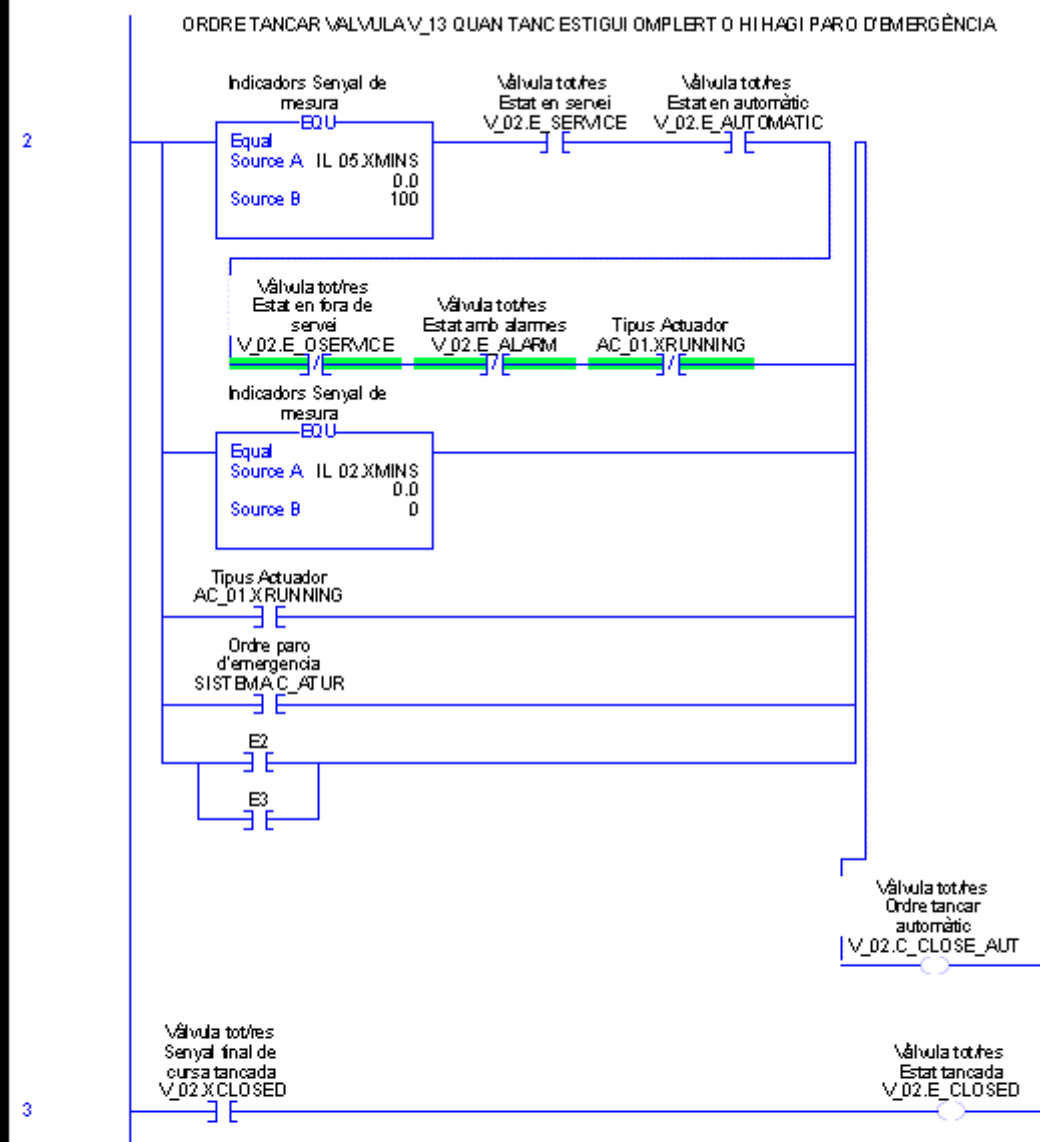 ORDRE TANCAR VALVULA V_13 QUAN TANC ESTIGUI OMPLERT O HI HAGI PARO D'EMERGÈNCIA
2
Indicadors Senyal de
mesura
EQU
Equal
Source A IL_05.XMINS
0.0
Source B 100
Vàlvula tot/res
Estat en servei
V_02.E_SERVICE
Vàlvula tot/res
Estat en automàtic
V_02.E_AUTOMATIC
Vàlvula tot/res
Estat en fora de
servei
V_02.E_OSERVICE
Vàlvula tot/res
Estat amb alarmes
V_02.E_ALARM
Tipus Actuador
AC_01.XRUNNING
Indicadors Senyal de
mesura
EQU
Equal
Source A IL_02.XMINS
0.0
Source B 0
Tipus Actuador
AC_01.XRUNNING
Ordre paro
d'emergencia
SISTEMA.C_ATUR
E2
E3
Vàlvula tot/res
Ordre tancar
automàtic
V_02.C_CLOSE_AUT
3
Vàlvula tot/res
Senyal final de
cursa tancada
V_02.XCLOSED
Vàlvula tot/res
Estat tancada
V_02.E_CLOSED